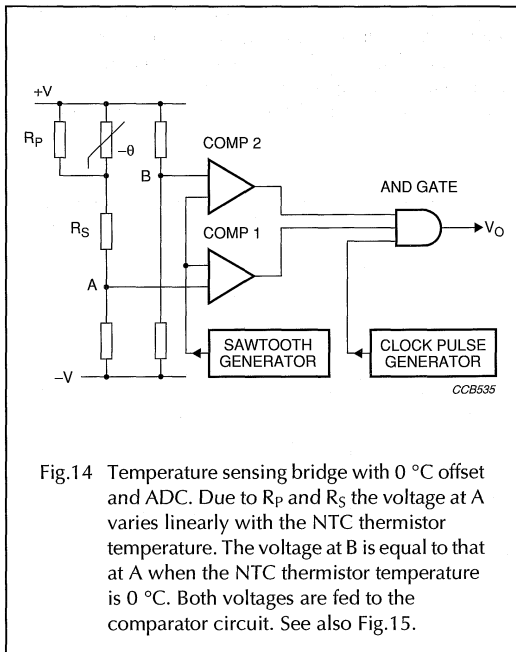 +V
RP
–θ
B
COMP 2
AND GATE
VO
RS
COMP 1
A
SAWTOOTH
GENERATOR
CLOCK PULSE
GENERATOR
–V
CCB535
Fig.14 Temperature sensing bridge with 0 °C offset
and ADC. Due to RP and RS the voltage at A
varies linearly with the NTC thermistor
temperature. The voltage at B is equal to that
at A when the NTC thermistor temperature
is 0 °C. Both voltages are fed to the
comparator circuit. See also Fig.15.